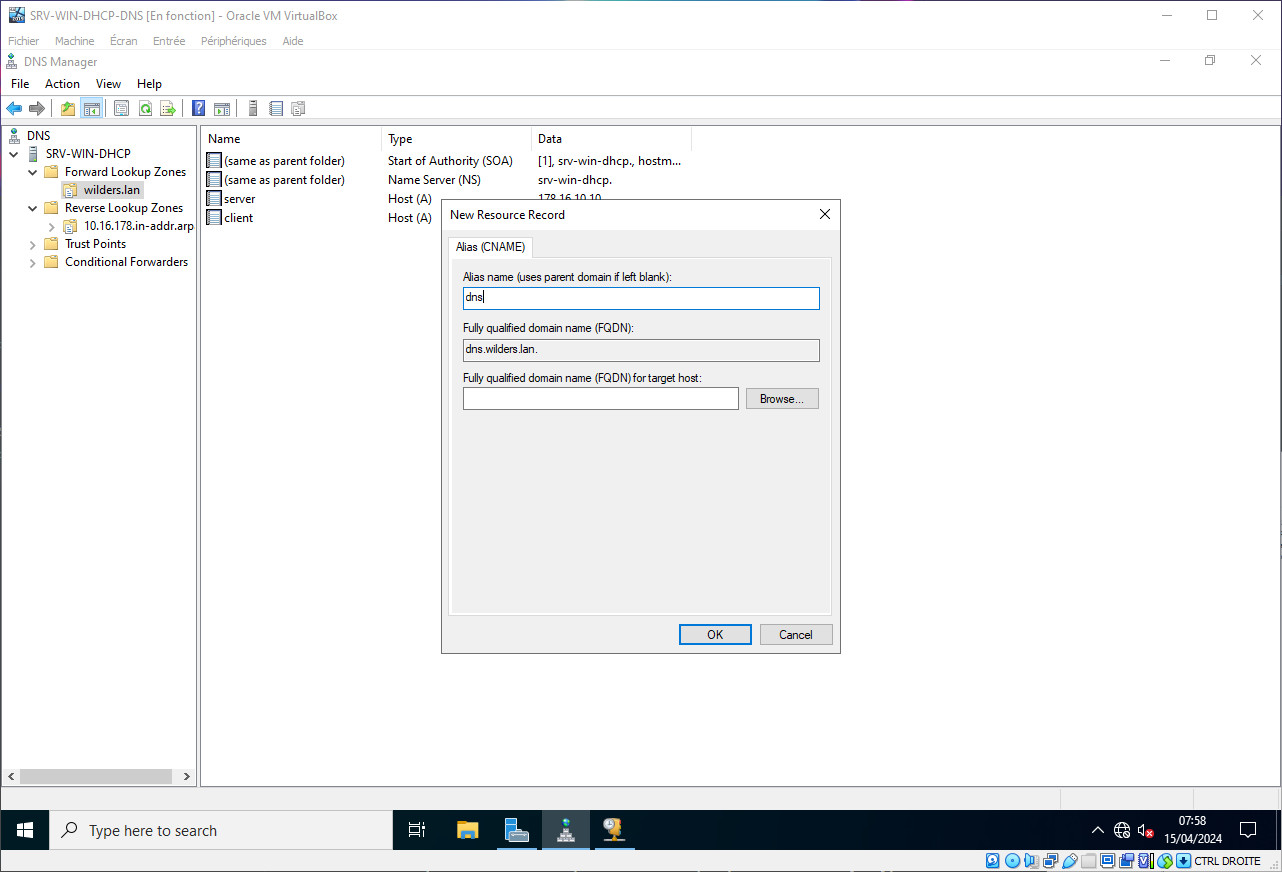 SRV-WIN-DHCP-DNS [En fonction] - Oracle VM VirtualBox
Fichier Machine Écran Entrée Périphériques Aide
DNS Manager
File Action View Help
DNS
SRV-WIN-DHCP
Forward Lookup Zones
wilders.lan
Reverse Lookup Zones
10.16.178.in-addr.arp
Trust Points
Conditional Forwarders
Name Type Data
(same as parent folder) Start of Authority (SOA) [1], srv-win-dhcp., hostm...
(same as parent folder) Name Server (NS) srv-win-dhcp.
server Host (A) 178.16.10.10
client Host (A)
New Resource Record
Alias (CNAME)
Alias name (uses parent domain if left blank):
dns
Fully qualified domain name (FQDN):
dns.wilders.lan.
Fully qualified domain name (FQDN) for target host:
Browse...
OK Cancel
Type here to search
07:58
15/04/2024
CTRL DROITE